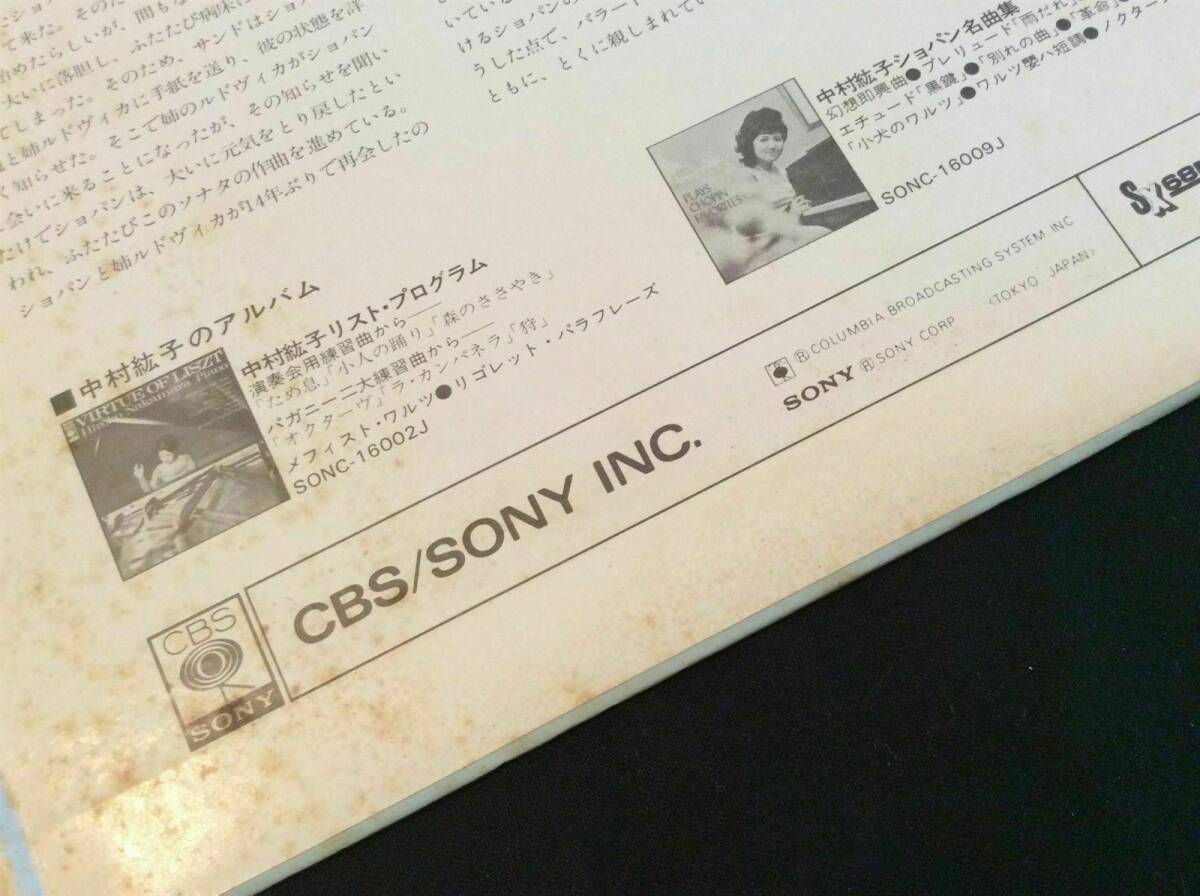 たショパン
て来た。そのため
始めたらしいが、間もな
大いに落胆し、ふたたび病床に
てしまった。そのため、サンドはショパ
と姉ルドヴィカに手紙を送り、彼の状態を詳
く知らせた。そこで姉のルドヴィカがショパン
会いに来ることになったが、その知らせを聞い
だけでショパンは、大いに元気をとり戻したとい
われ、ふたたびこのソナタの作曲を進めている。
ショパンと姉ルドヴィカが14年ぶりで再会したの
いている
けるショパンの
うした点で、バラード
ともに、とくに親しまれてい
■中村紘子のアルバム
VIRTUE OF LISZT
Hiroko Nakamura Piano
中村紘子リスト・プログラム
演奏会用練習曲から——
「ため息」「小人の踊り」「森のささやき」
パガニーニ大練習曲から——
「オクターヴ」「ラ・カンパネラ」「狩」
メフィスト・ワルツ●リゴレット・パラフレーズ
SONC-16002J
PLAYS
CHOPIN
FAVORITES
中村紘子ショパン名曲集
幻想即興曲●プレリュード「雨だれ」
エチュード「黒鍵」●「別れの曲」●「革命」●
「小犬のワルツ」●ワルツ嬰ハ短調●ノクターン
SONC-16009J
CBS
SONY
CBS/SONY INC.
Ⓡ COLUMBIA BROADCASTING SYSTEM. INC
SONY Ⓡ SONY CORP 〈TOKYO JAPAN〉
SX68